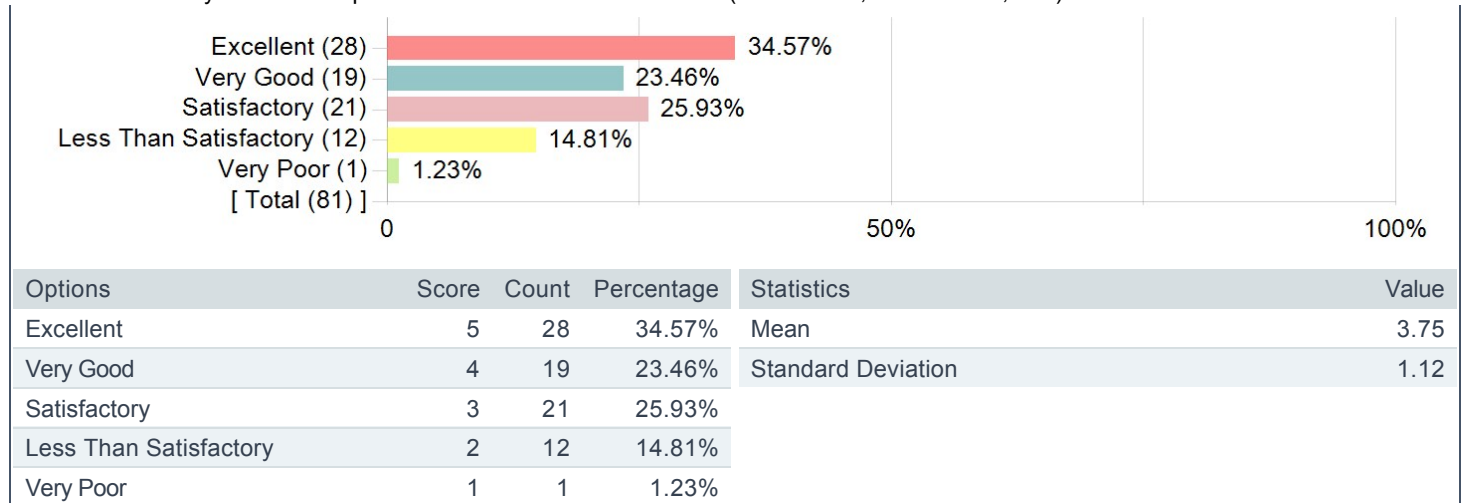 Excellent (28) 34.57%
Very Good (19) 23.46%
Satisfactory (21) 25.93%
Less Than Satisfactory (12) 14.81%
Very Poor (1) 1.23%
[ Total (81) ]
0 50% 100%
Options Score Count Percentage Statistics Value
Excellent 5 28 34.57% Mean 3.75
Very Good 4 19 23.46% Standard Deviation 1.12
Satisfactory 3 21 25.93%
Less Than Satisfactory 2 12 14.81%
Very Poor 1 1 1.23%